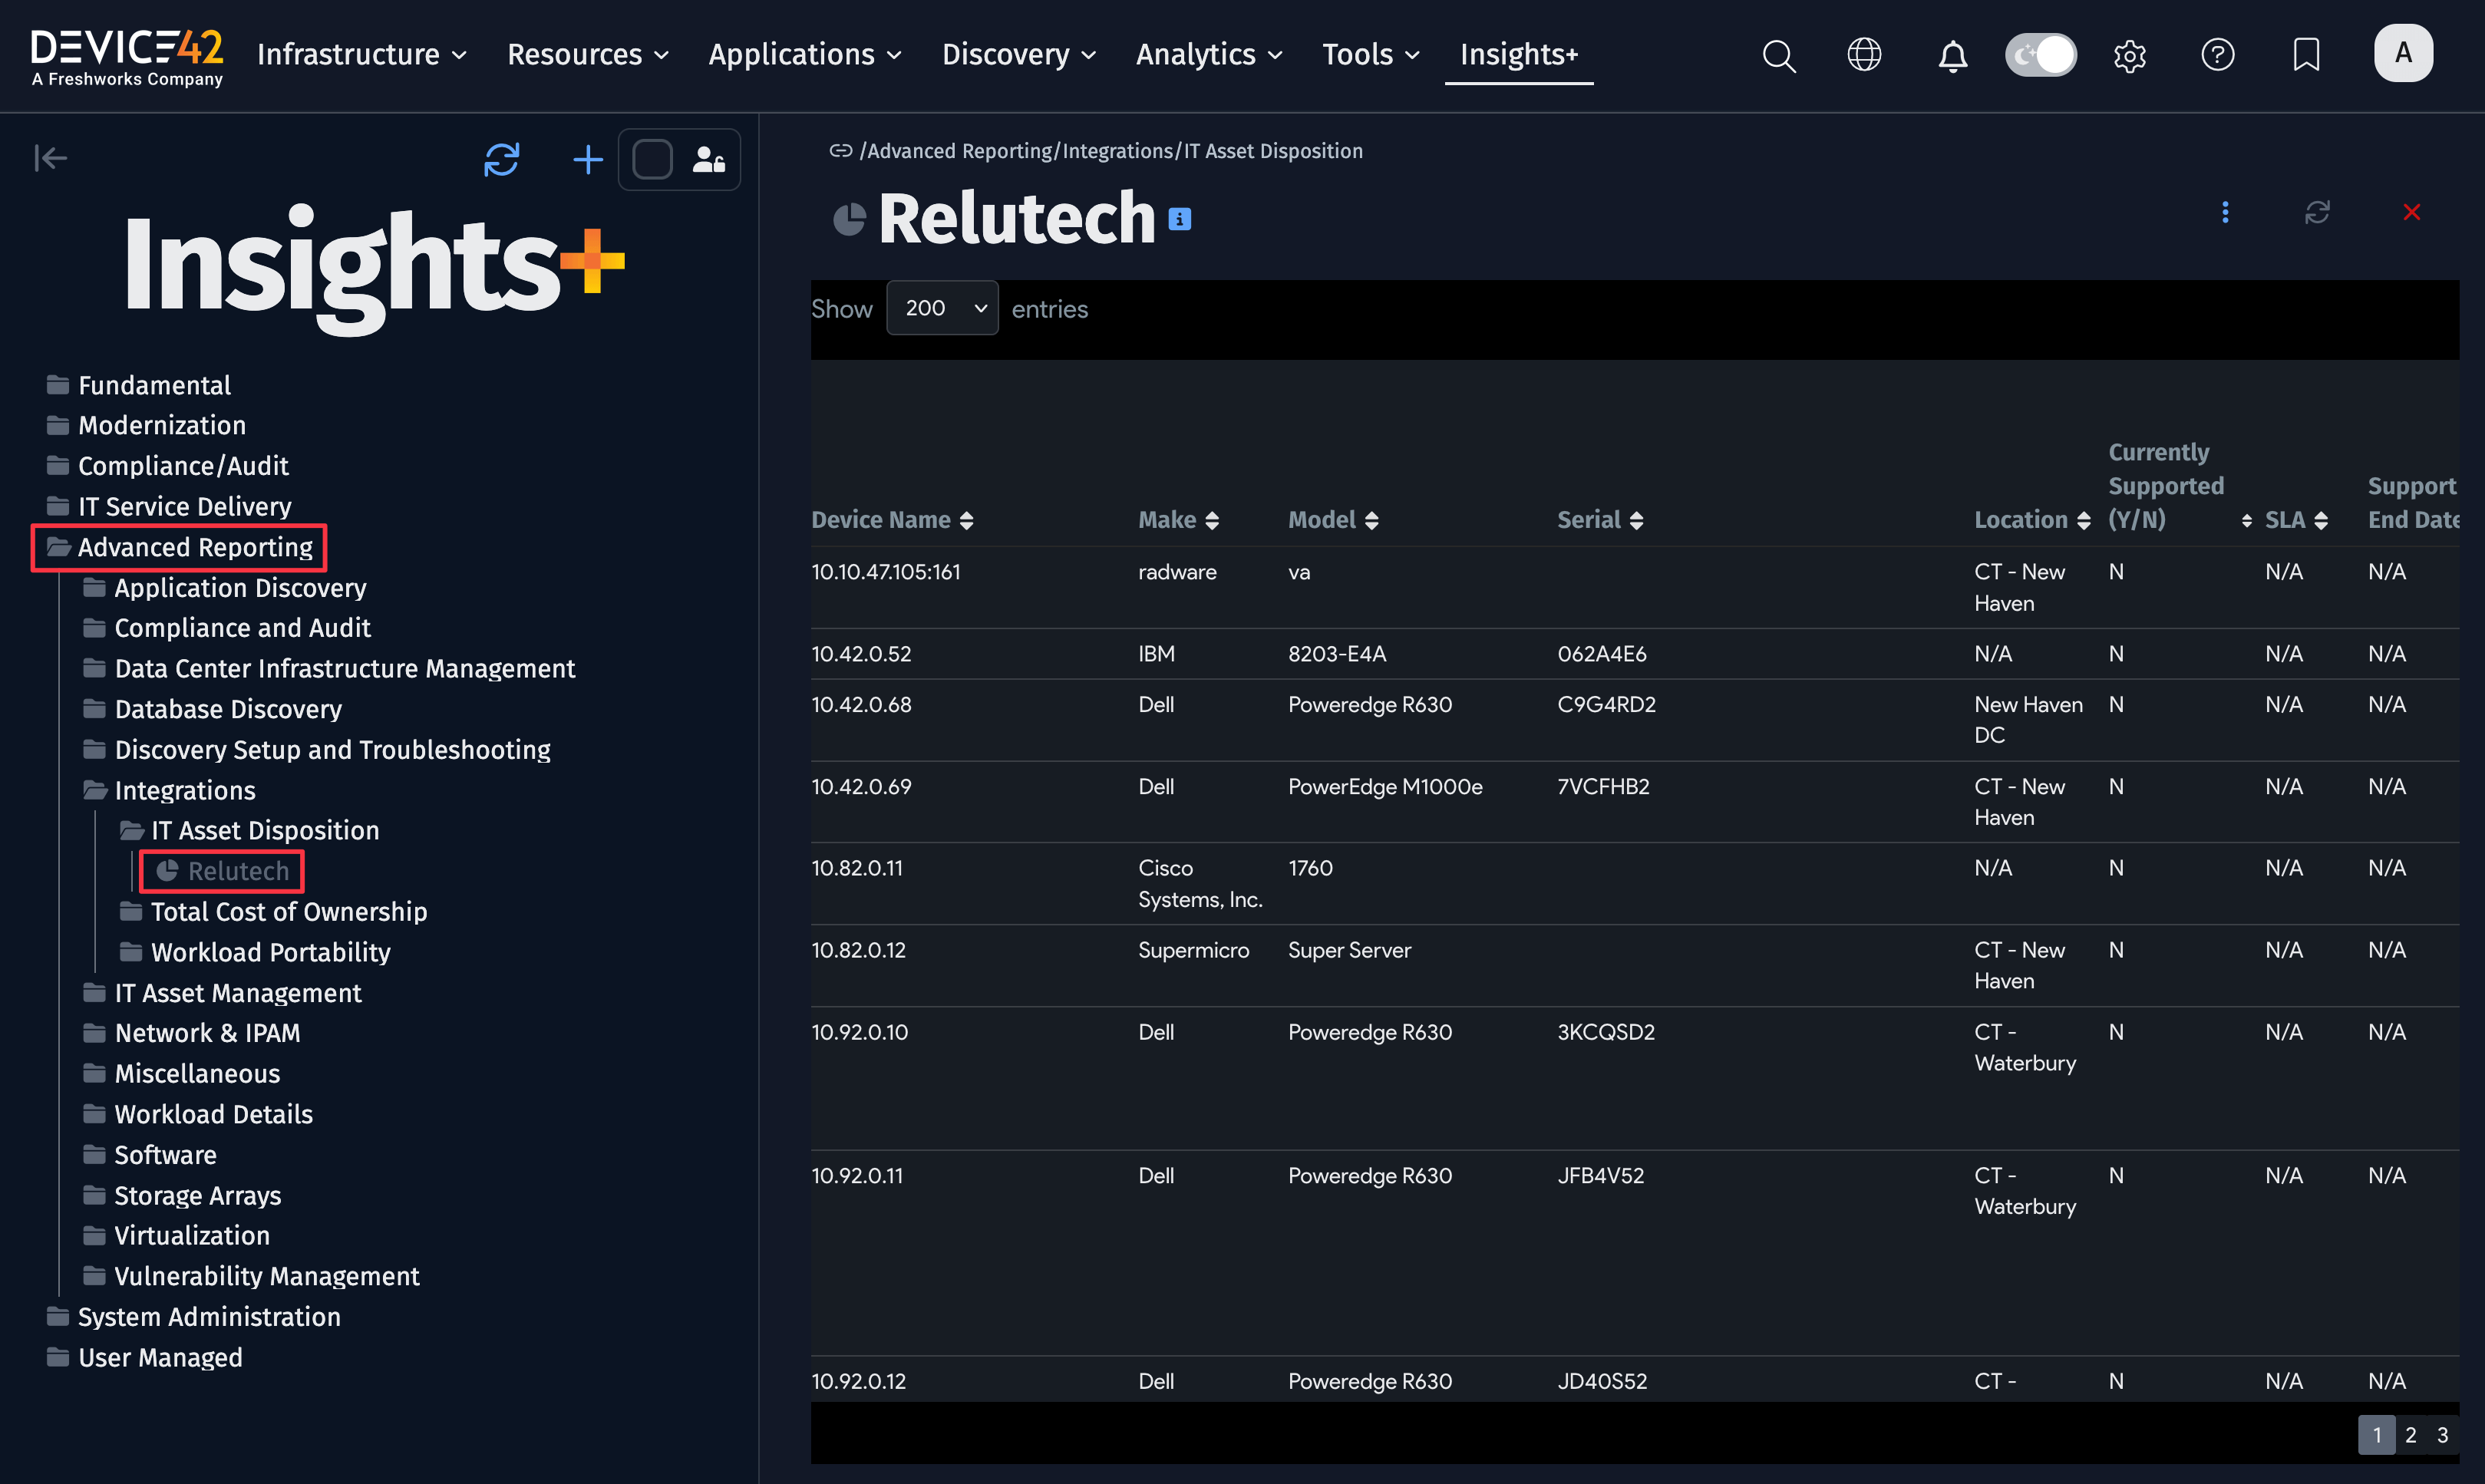 DEVICE42
A Freshworks Company
Infrastructure
Resources
Applications
Discovery
Analytics
Tools
Insights+
A
Insights+
Fundamental
Modernization
Compliance/Audit
IT Service Delivery
Advanced Reporting
Application Discovery
Compliance and Audit
Data Center Infrastructure Management
Database Discovery
Discovery Setup and Troubleshooting
Integrations
IT Asset Disposition
Relutech
Total Cost of Ownership
Workload Portability
IT Asset Management
Network & IPAM
Miscellaneous
Workload Details
Software
Storage Arrays
Virtualization
Vulnerability Management
System Administration
User Managed
/Advanced Reporting/Integrations/IT Asset Disposition
Relutech
Show 200 entries
Device Name Make Model Serial Location Currently Supported (Y/N) SLA Support End Date
10.10.47.105:161 radware va CT - New Haven N N/A N/A
10.42.0.52 IBM 8203-E4A 062A4E6 N/A N N/A N/A
10.42.0.68 Dell Poweredge R630 C9G4RD2 New Haven DC N N/A N/A
10.42.0.69 Dell PowerEdge M1000e 7VCFHB2 CT - New Haven N N/A N/A
10.82.0.11 Cisco Systems, Inc. 1760 N/A N N/A N/A
10.82.0.12 Supermicro Super Server CT - New Haven N N/A N/A
10.92.0.10 Dell Poweredge R630 3KCQSD2 CT - Waterbury N N/A N/A
10.92.0.11 Dell Poweredge R630 JFB4V52 CT - Waterbury N N/A N/A
10.92.0.12 Dell Poweredge R630 JD40S52 CT - N N/A N/A
1 2 3